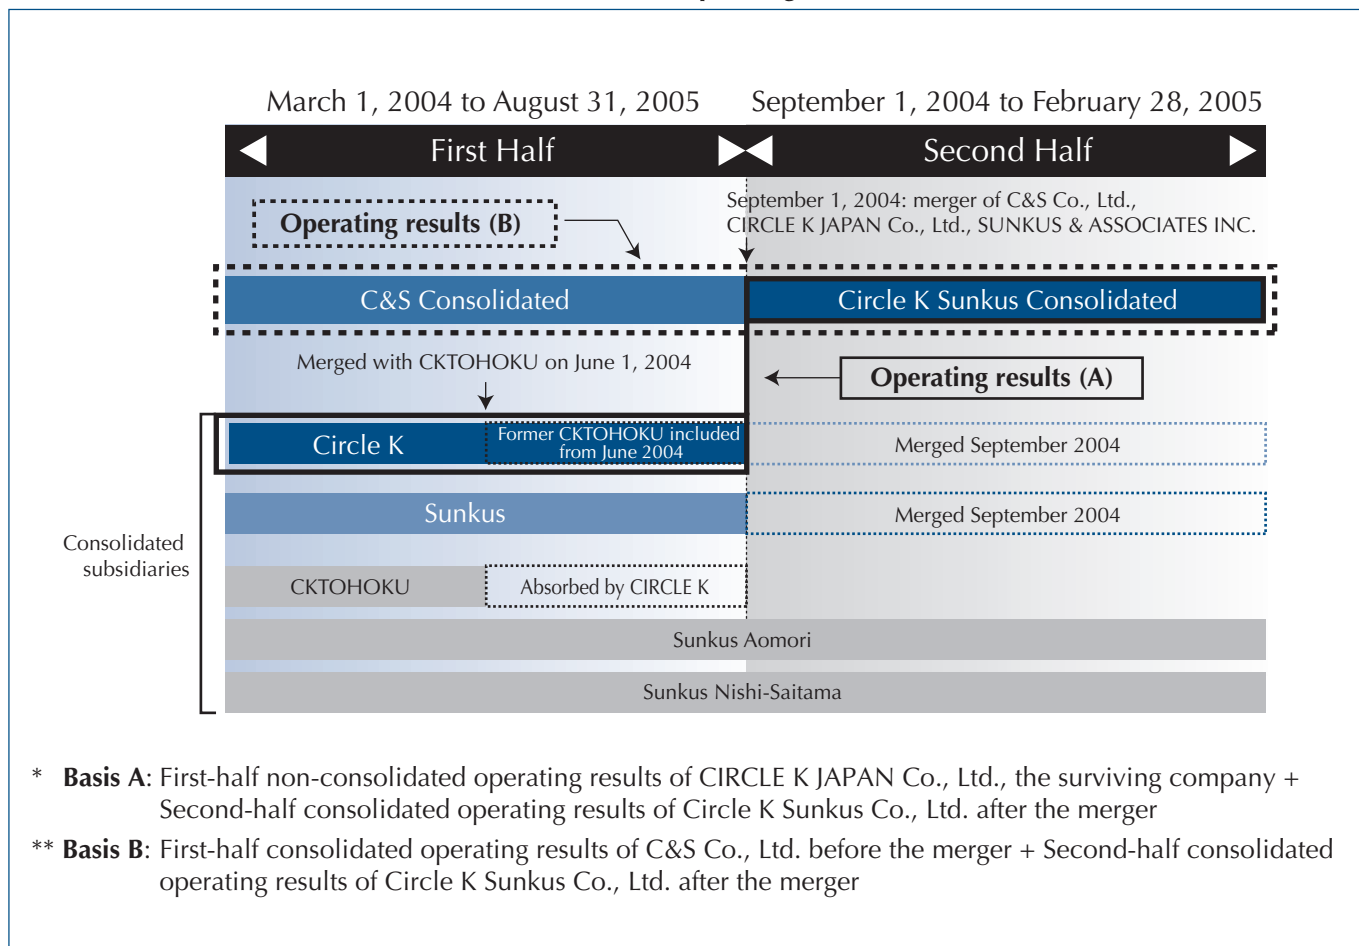 March 1, 2004 to August 31, 2005
September 1, 2004 to February 28, 2005
First Half
Second Half
September 1, 2004: merger of C&S Co., Ltd.,
CIRCLE K JAPAN Co., Ltd., SUNKUS & ASSOCIATES INC.
Operating results (B)
C&S Consolidated
Circle K Sunkus Consolidated
Merged with CKTOHOKU on June 1, 2004
Operating results (A)
Circle K
Former CKTOHOKU included
from June 2004
Merged September 2004
Sunkus
Merged September 2004
Consolidated
subsidiaries
CKTOHOKU
Absorbed by CIRCLE K
Sunkus Aomori
Sunkus Nishi-Saitama
* Basis A: First-half non-consolidated operating results of CIRCLE K JAPAN Co., Ltd., the surviving company +
Second-half consolidated operating results of Circle K Sunkus Co., Ltd. after the merger
** Basis B: First-half consolidated operating results of C&S Co., Ltd. before the merger + Second-half consolidated
operating results of Circle K Sunkus Co., Ltd. after the merger